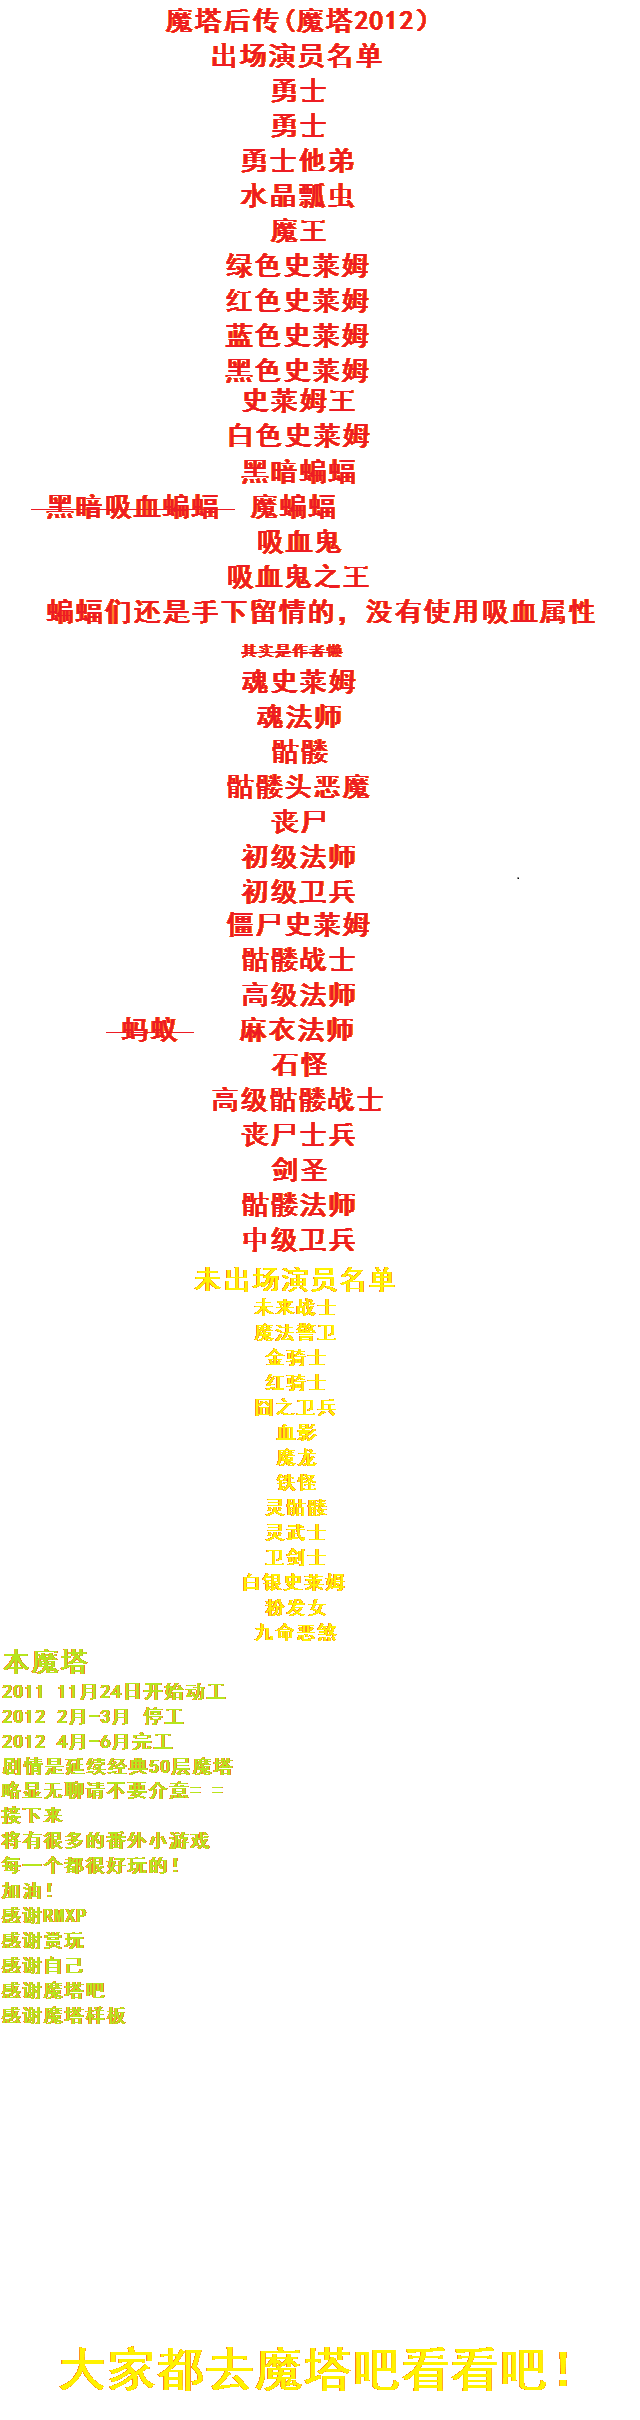 魔塔后传(魔塔2012)
出场演员名单
勇士
勇士
勇士他弟
水晶瓢虫
魔王
绿色史莱姆
红色史莱姆
蓝色史莱姆
黑色史莱姆
史莱姆王
白色史莱姆
黑暗蝙蝠
黑暗吸血蝙蝠 魔蝙蝠
吸血鬼
吸血鬼之王
蝙蝠们还是手下留情的，没有使用吸血属性
其实是作者懒
魂史莱姆
魂法师
骷髅
骷髅头恶魔
丧尸
初级法师
初级卫兵
僵尸史莱姆
骷髅战士
高级法师
蚂蚁 麻衣法师
石怪
高级骷髅战士
丧尸士兵
剑圣
骷髅法师
中级卫兵
未出场演员名单
未来战士
魔法警卫
金骑士
红骑士
囧之卫兵
血影
魔龙
铁怪
灵骷髅
灵武士
卫剑士
白银史莱姆
粉发女
九命恶煞
本魔塔
2011 11月24日开始动工
2012 2月-3月 停工
2012 4月-6月完工
剧情是延续经典50层魔塔
略显无聊请不要介意= =
接下来
将有很多的番外小游戏
每一个都很好玩的!
加油!
感谢RMXP
感谢赏玩
感谢自己
感谢魔塔吧
感谢魔塔样板
大家都去魔塔吧看看吧!